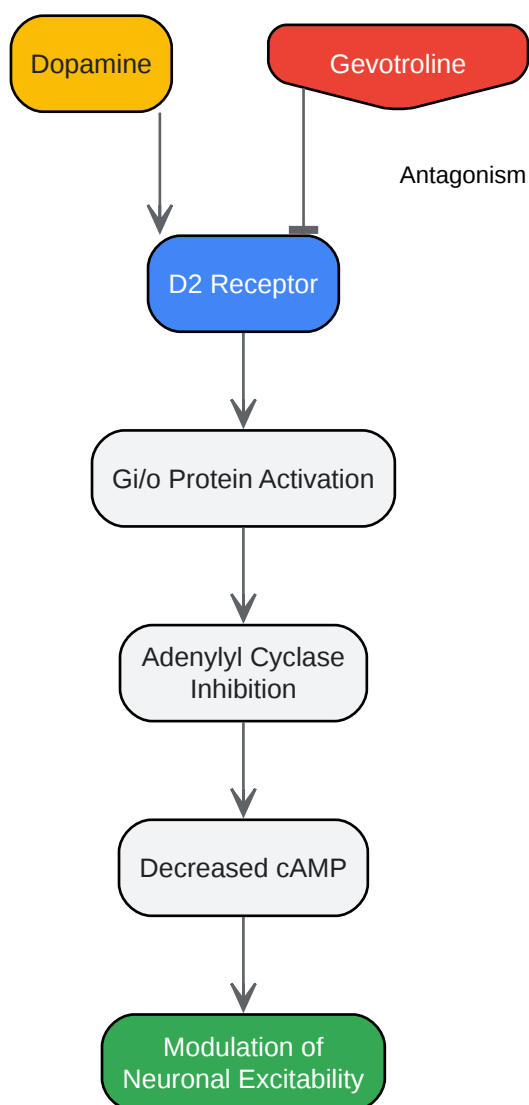 Dopamine
Gevotroline
Antagonism
D2 Receptor
Gi/o Protein Activation
Adenylyl Cyclase
Inhibition
Decreased cAMP
Modulation of
Neuronal Excitability